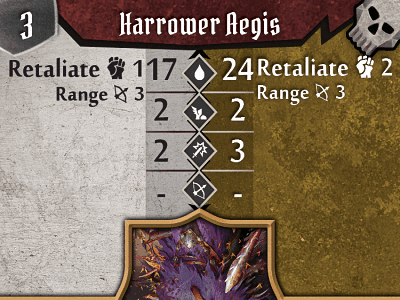 3
Harrower Aegis
Retaliate 1 17 24 Retaliate 2
Range 3 Range 3
2 2
2 3
- -